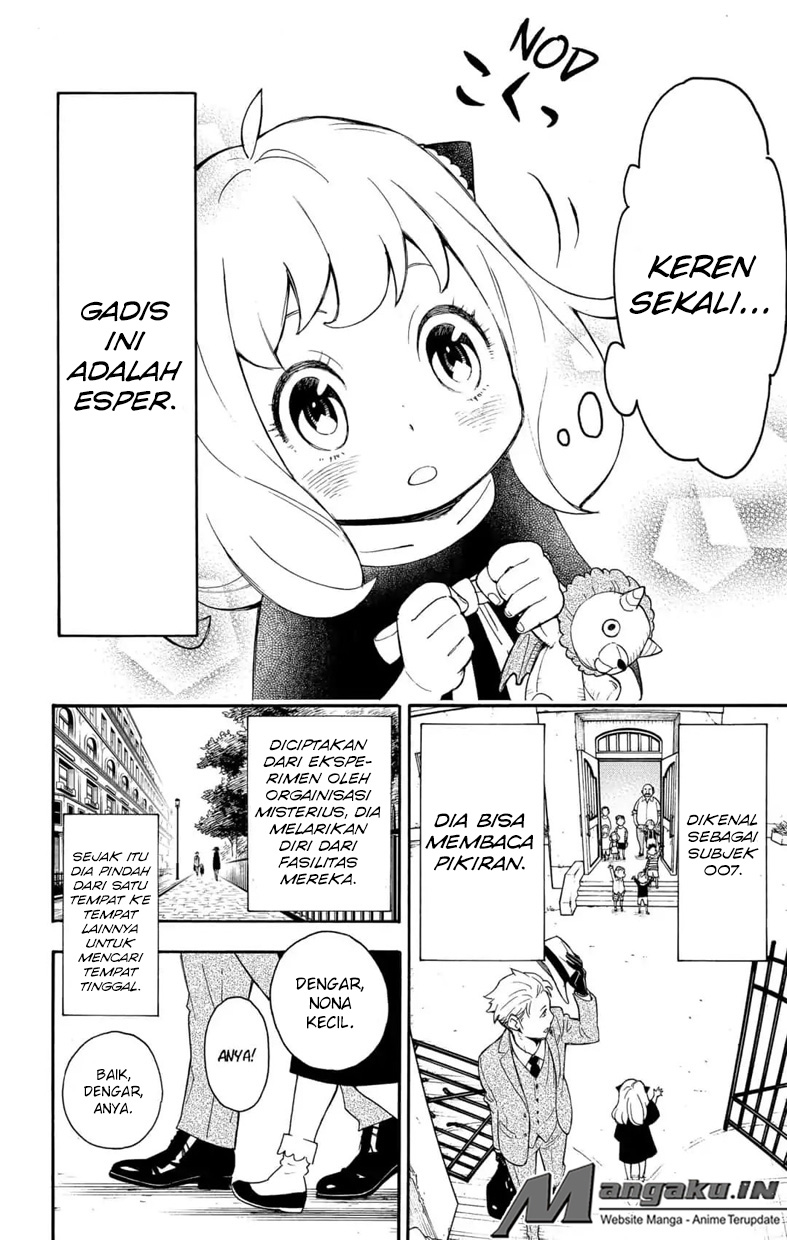 NOD
こくっ
KEREN
SEKALI...
GADIS
INI
ADALAH
ESPER.
DIKENAL
SEBAGAI
SUBJEK
007.
DIA BISA
MEMBACA
PIKIRAN.
DICIPTAKAN
DARI EKSPE-
RIMEN OLEH
ORGAINISASI
MISTERIUS, DIA
MELARIKAN
DIRI DARI
FASILITAS
MEREKA.
SEJAK ITU
DIA PINDAH
DARI SATU
TEMPAT KE
TEMPAT
LAINNYA
UNTUK
MENCARI
TEMPAT
TINGGAL.
DENGAR,
NONA
KECIL.
ANYA!
BAIK,
DENGAR,
ANYA.
Mangaku.IN
Website Manga - Anime Terupdate